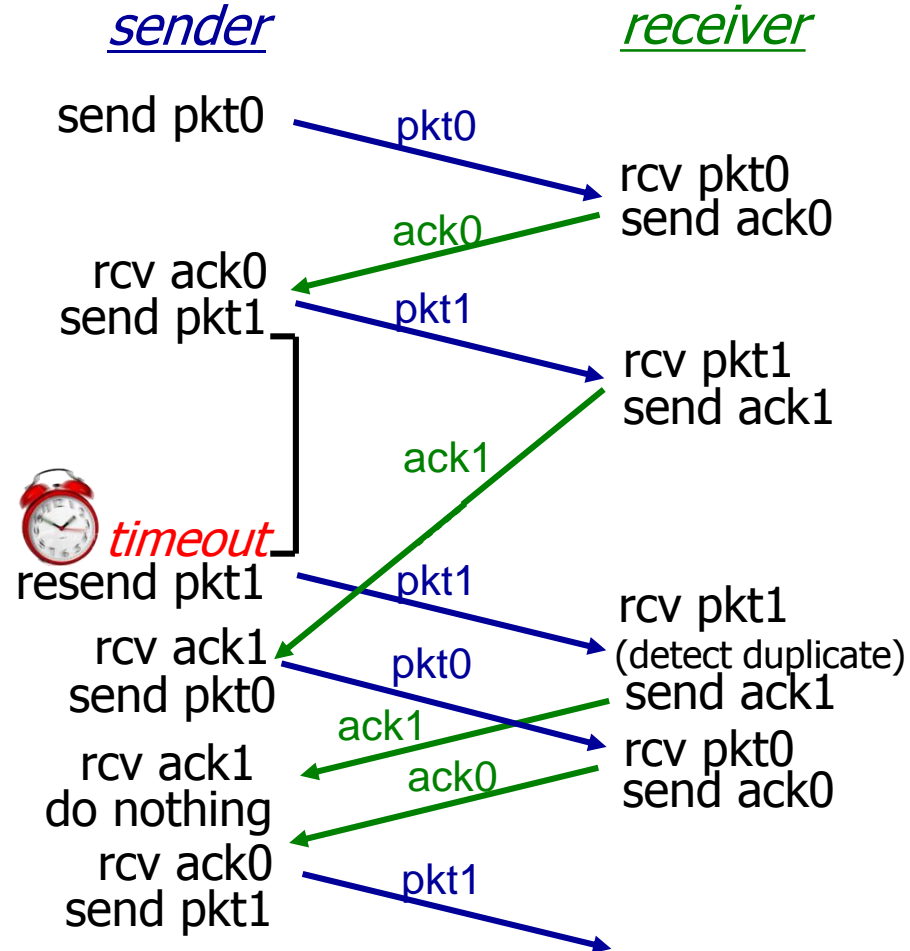 sender
receiver
send pkt0
pkt0
rcv pkt0
send ack0
ack0
rcv ack0
send pkt1
pkt1
rcv pkt1
send ack1
ack1
timeout
resend pkt1
pkt1
rcv pkt1
(detect duplicate)
send ack1
rcv ack1
send pkt0
pkt0
ack1
rcv pkt0
send ack0
rcv ack1
do nothing
ack0
rcv ack0
send pkt1
pkt1